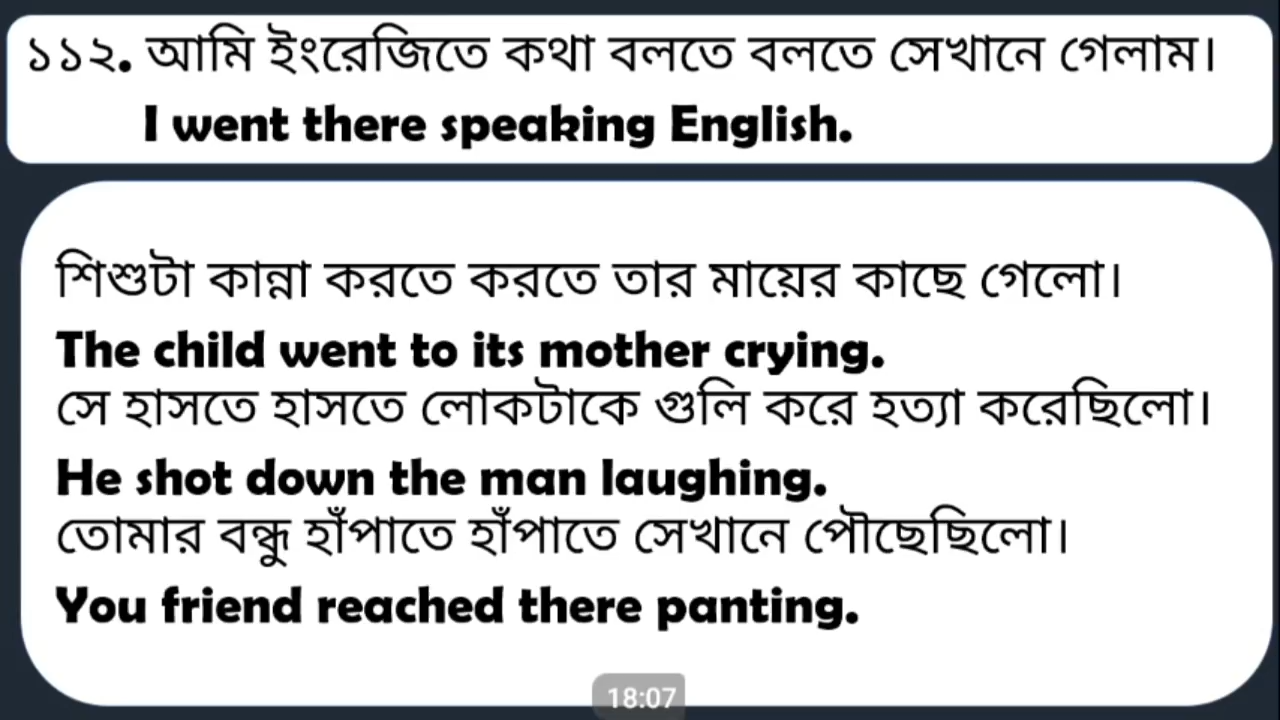 ১১২. আমি ইংরেজিতে কথা বলতে বলতে সেখানে গেলাম।
I went there speaking English.
শিশুটা কান্না করতে করতে তার মায়ের কাছে গেলো।
The child went to its mother crying.
সে হাসতে হাসতে লোকটাকে গুলি করে হত্যা করেছিলো।
He shot down the man laughing.
তোমার বন্ধু হাঁপাতে হাঁপাতে সেখানে পৌছেছিলো।
You friend reached there panting.
18:07